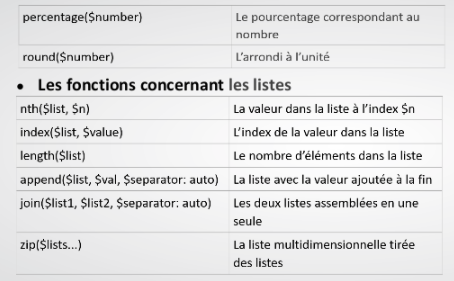 percentage($number) Le pourcentage correspondant au
nombre
round($number) L'arrondi à l'unité
• Les fonctions concernant les listes
nth($list, $n) La valeur dans la liste à l'index $n
index($list, $value) L'index de la valeur dans la liste
length($list) Le nombre d'éléments dans la liste
append($list, $val, $separator: auto) La liste avec la valeur ajoutée à la fin
join($list1, $list2, $separator: auto) Les deux listes assemblées en une
seule
zip($lists...) La liste multidimensionnelle tirée
des listes